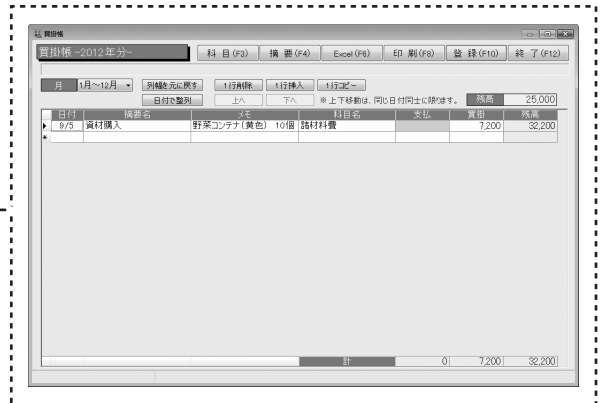 買掛帳
買掛帳 -2012年分-
科 目(F3) 摘 要(F4) Excel(F6) 印 刷(F8) 登 録(F10) 終 了(F12)
月 1月～12月 列幅を元に戻す 1行削除 1行挿入 1行コピー
日付で整列 上へ 下へ ※上下移動は、同じ日付同士に限ります。 残高 25,000
日付 摘要名 メモ 科目名 支払 買掛 残高
9/5 資材購入 野菜コンテナ(黄色) 10個 諸材料費 7,200 32,200
計 0 7,200 32,200